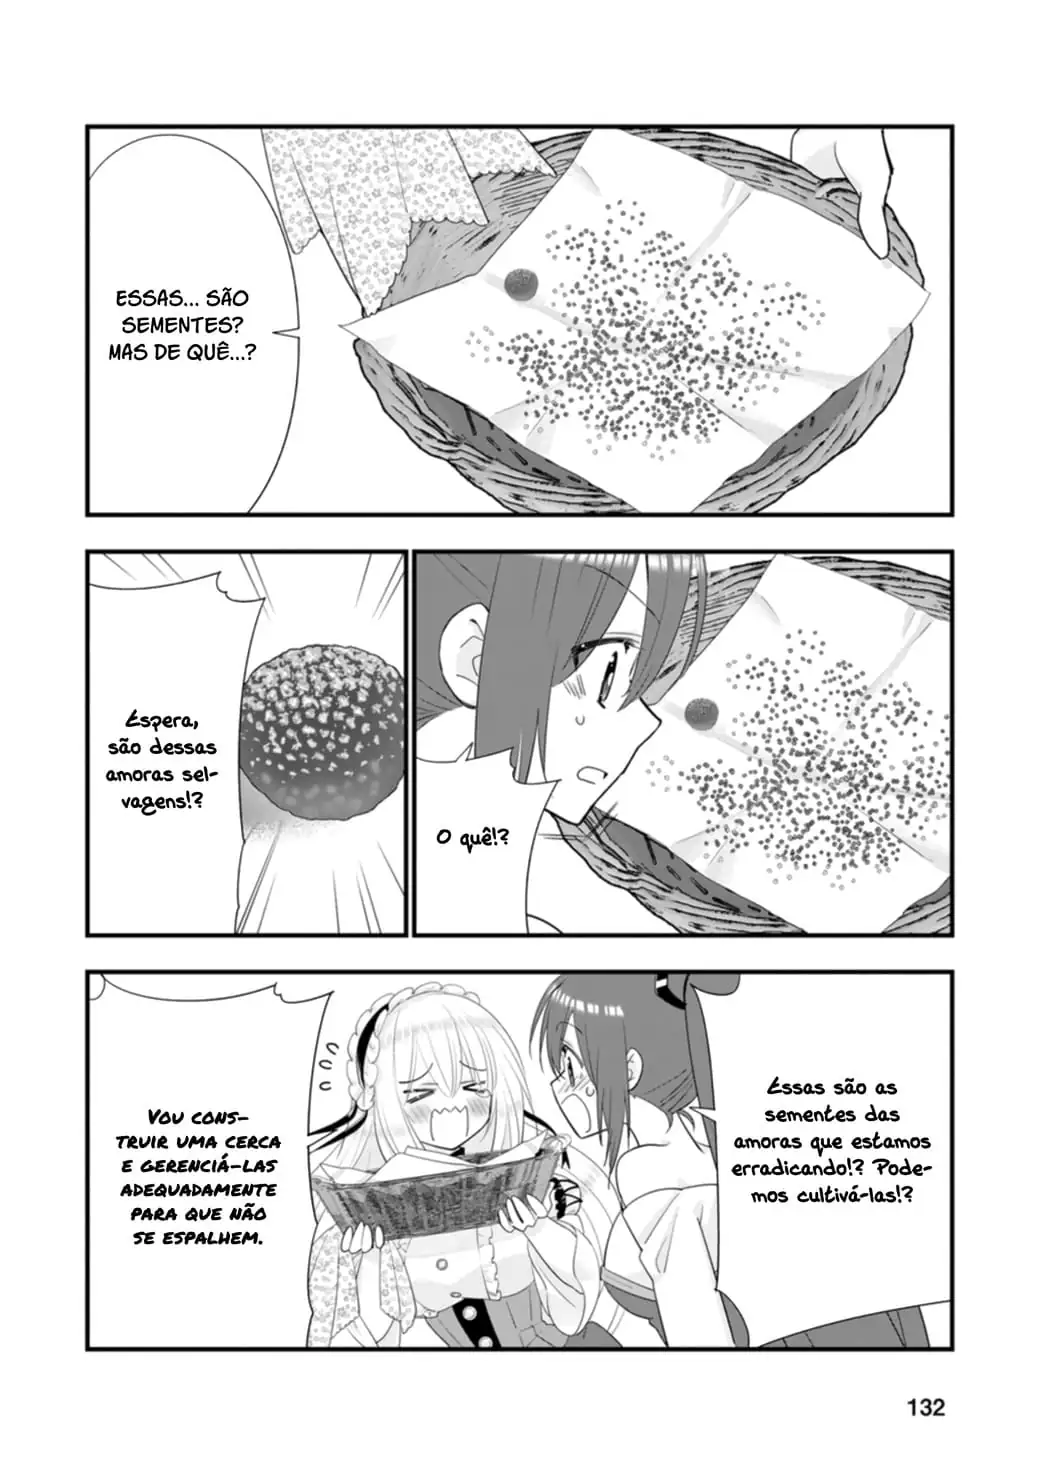 ESSAS... SÃO
SEMENTES?
MAS DE QUÊ...?
O quê!?
Espera,
são dessas
amoras sel-
vagens!?
Essas são as
sementes das
amoras que estamos
erradicando!? Pode-
mos cultivá-las!?
VOU CONS-
TRUIR UMA CERCA
E GERENCIÁ-LAS
ADEQUADAMENTE
PARA QUE NÃO
SE ESPALHEM.
132